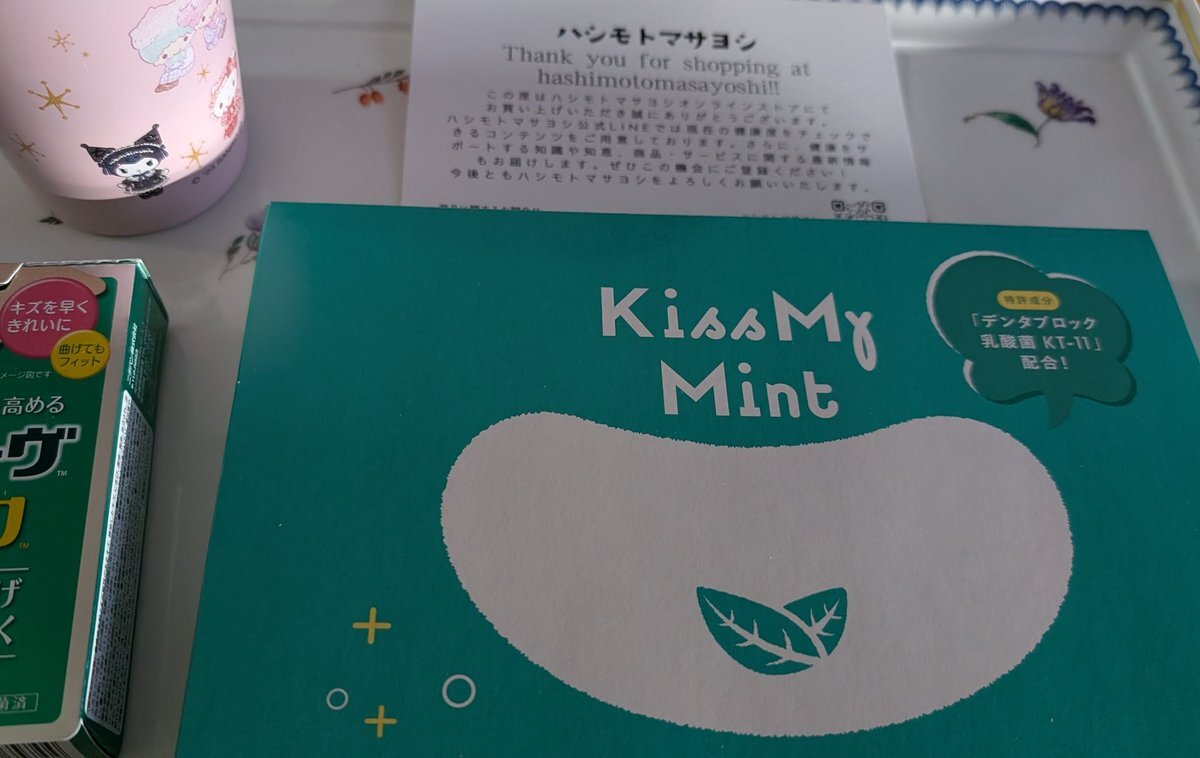 ハシモトマサヨシ
Thank you for shopping at
hashimotomasayoshi!!
この度はハシモトマサヨシオンラインストアにて
お買い上げいただき誠にありがとうございます。
ハシモトマサヨシ公式LINEでは現在の健康度をチェックで
きるコンテンツをご用意しております。さらに、健康をサ
ポートする知識や知恵、商品・サービスに関する最新情報
もお届けします。ぜひこの機会にご登録ください!
今後ともハシモトマサヨシをよろしくお願いいたします。
KissMy
Mint
特許成分
「デンタブロック
乳酸菌 KT-11」
配合!
キズを早く
きれいに
曲げても
フィット
メージ図です
高める
ーヴ™